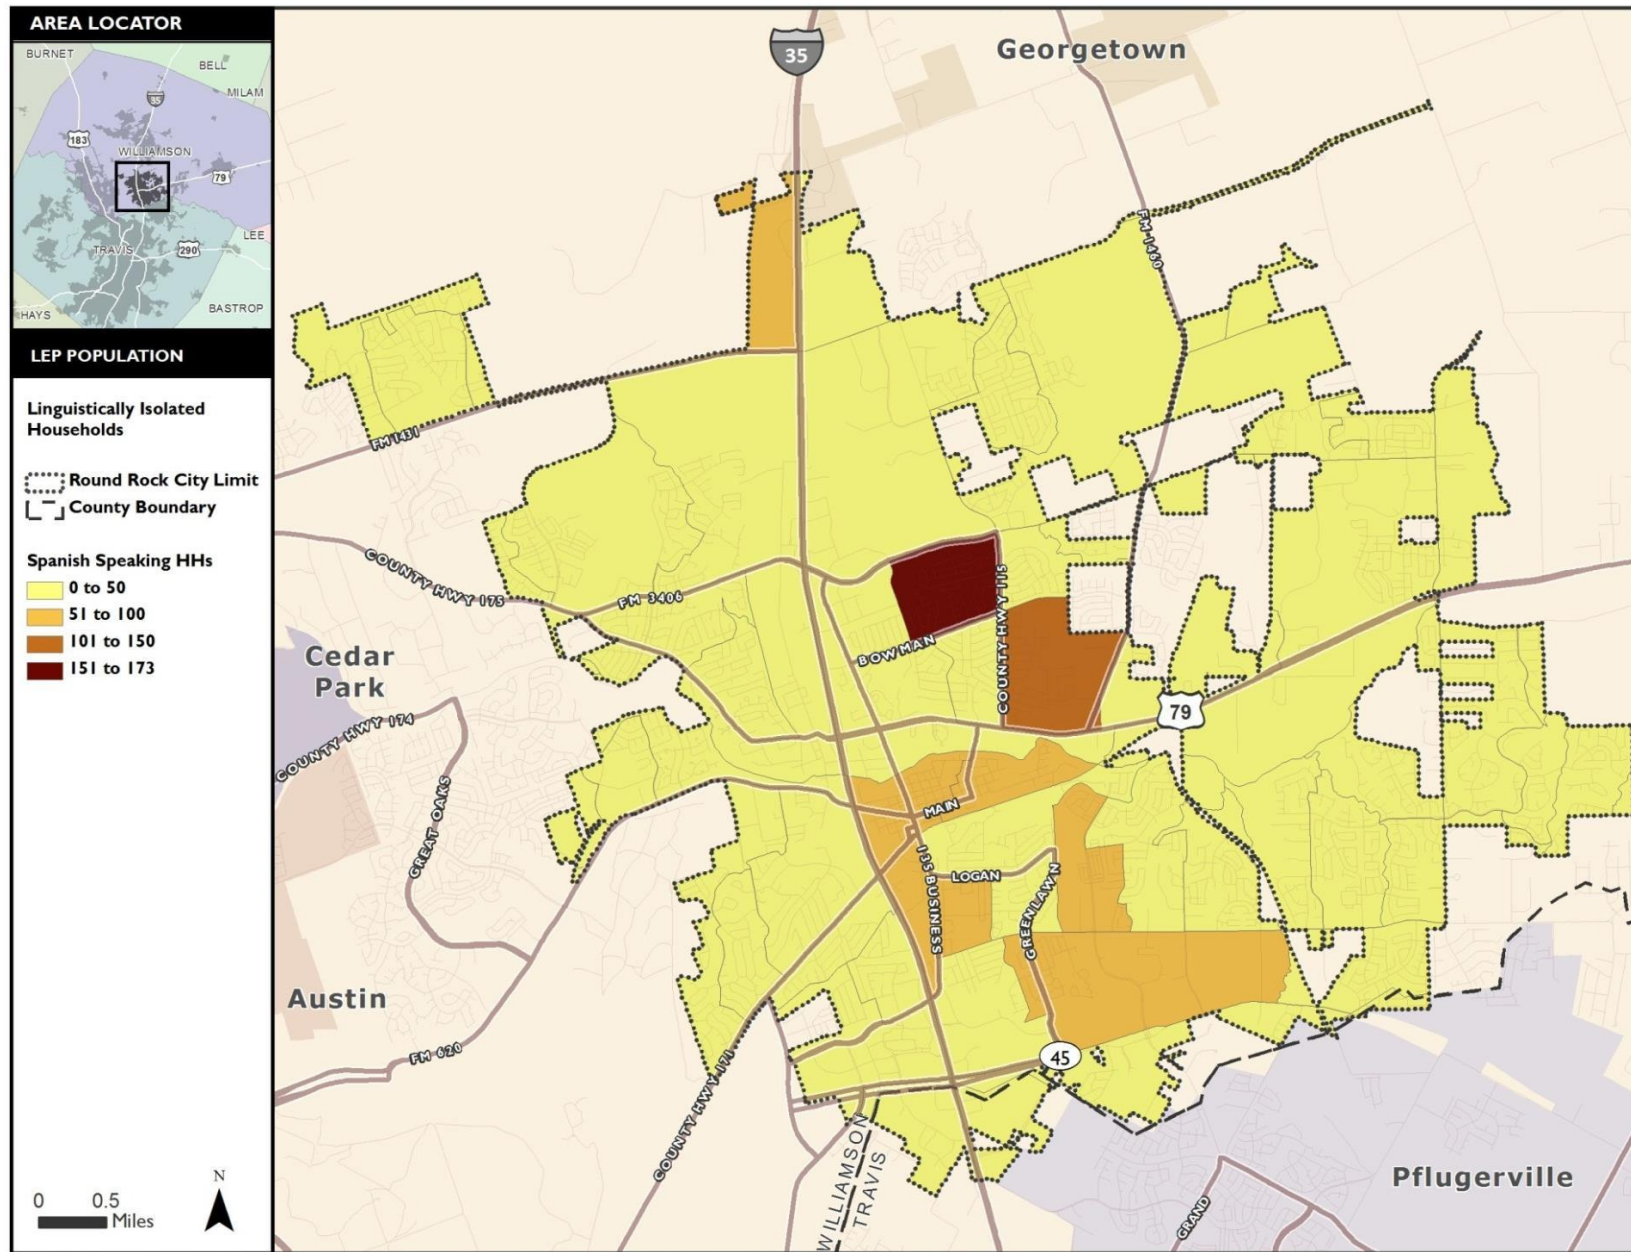 AREA LOCATOR
BURNET
BELL
MILAM
35
183
WILLIAMSON
79
LEE
TRAVIS
290
HAYS
BASTROP
LEP POPULATION
Linguistically Isolated
Households
Round Rock City Limit
County Boundary
Spanish Speaking HHs
0 to 50
51 to 100
101 to 150
151 to 173
0 0.5
Miles
N
35
Georgetown
FM 1460
FM 1431
COUNTY HWY 175
FM 3406
COUNTY HWY 115
BOWMAN
Cedar
Park
79
COUNTY HWY 174
MAIN
GREAT OAKS
I35 BUSINESS
LOGAN
GREENLAWN
Austin
FM 620
45
COUNTY HWY 171
WILLIAMSON
TRAVIS
Pflugerville
GRAND